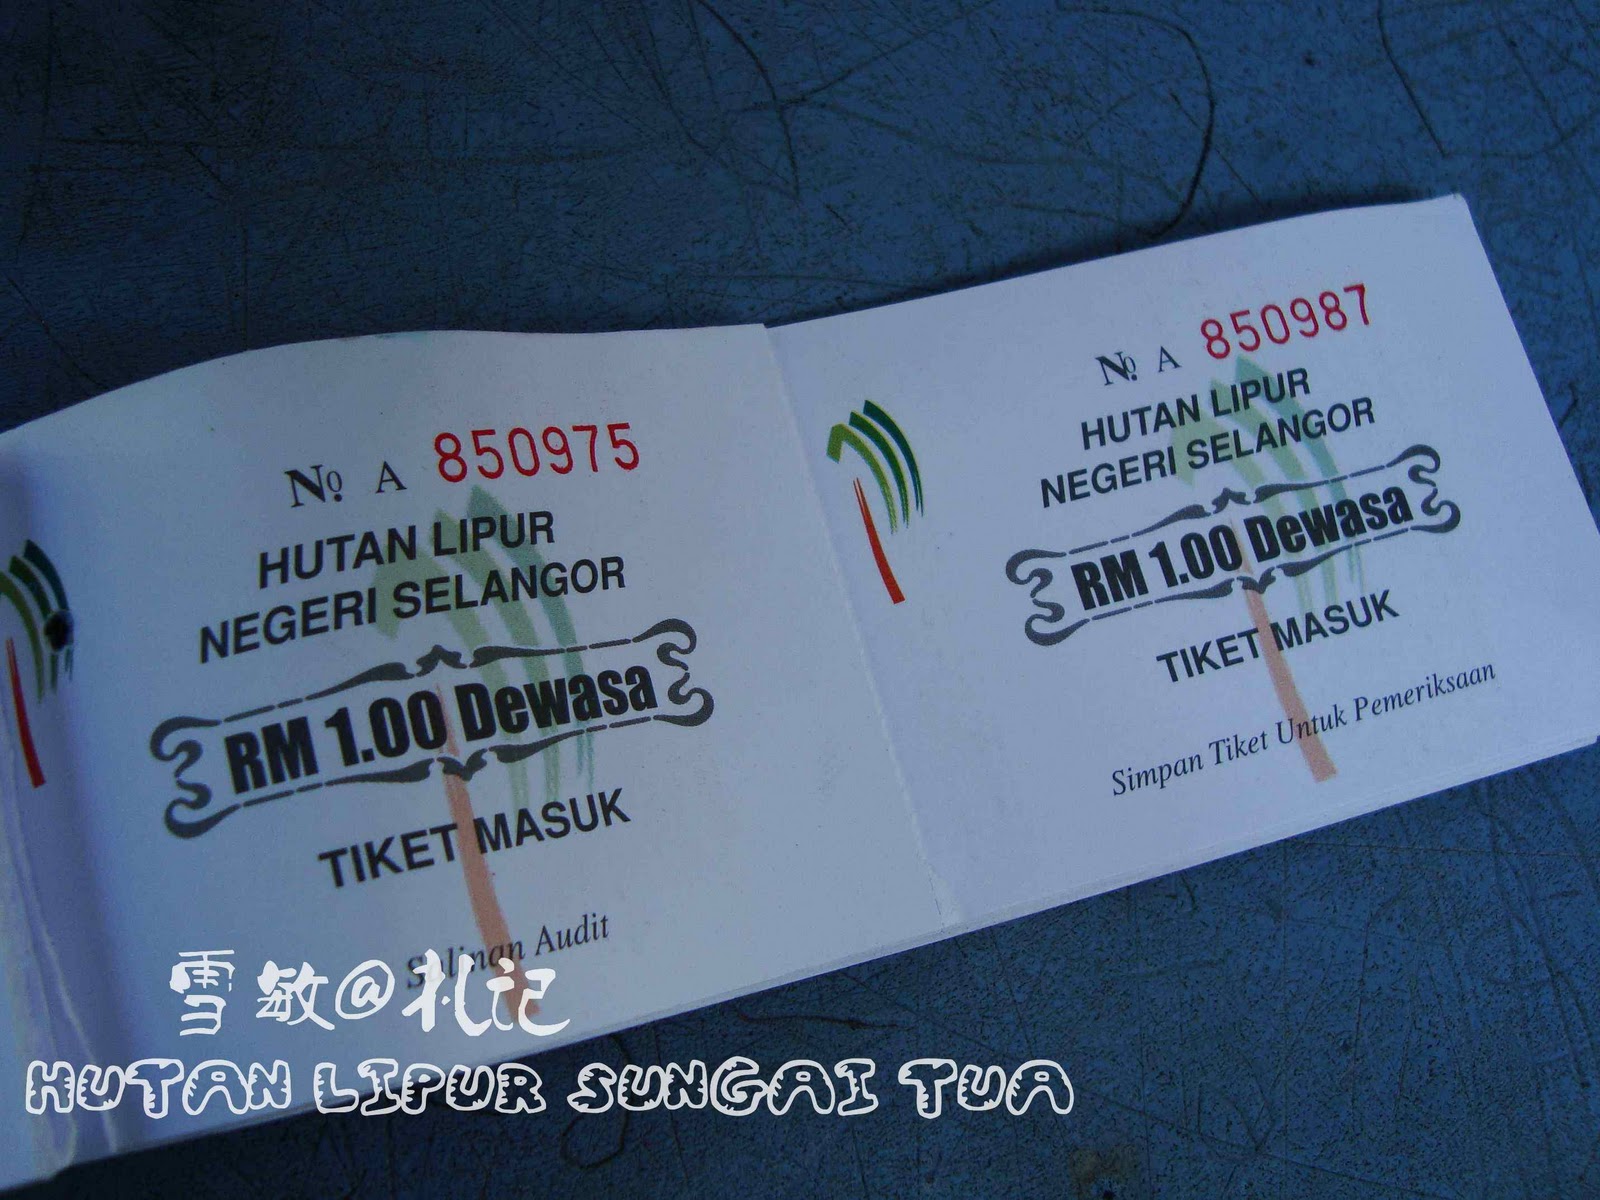 № A 850975
HUTAN LIPUR
NEGERI SELANGOR
RM 1.00 Dewasa
TIKET MASUK
Salinan Audit
№ A 850987
HUTAN LIPUR
NEGERI SELANGOR
RM 1.00 Dewasa
TIKET MASUK
Simpan Tiket Untuk Pemeriksaan
雪敏@札记
HUTAN LIPUR SUNGAI TUA